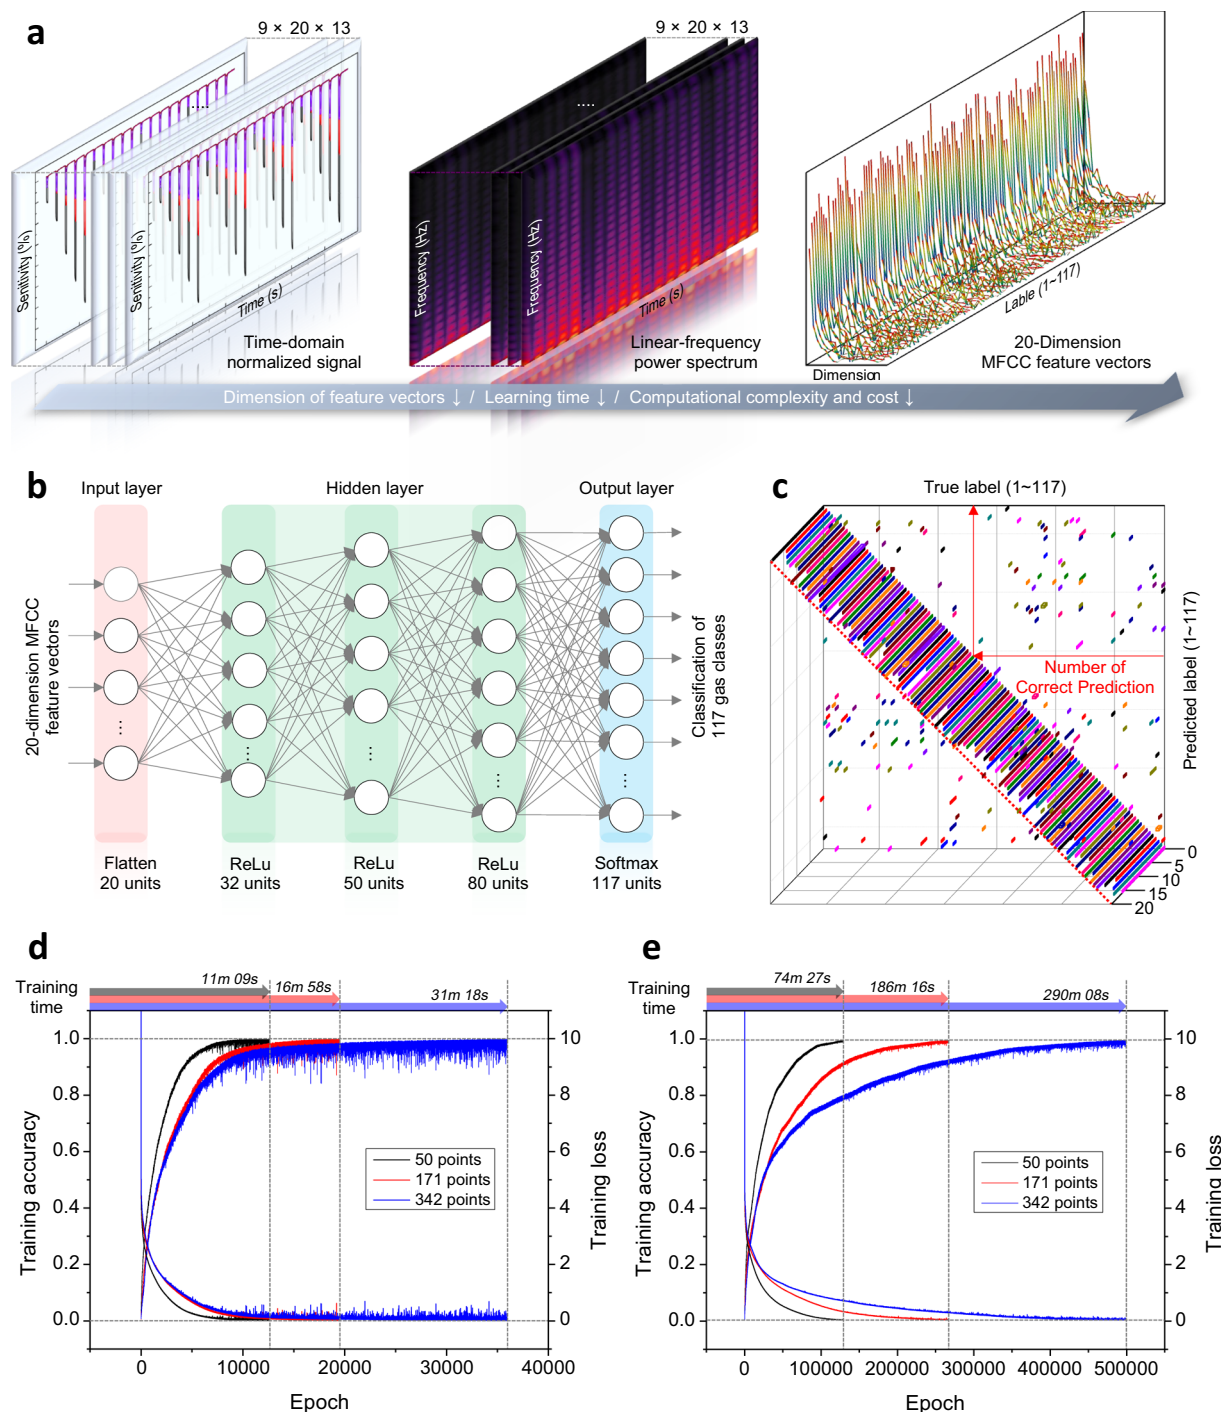 a
9 × 20 × 13
9 × 20 × 13
....
....
Sensitivity (%)
Sensitivity (%)
Time (s)
Time-domain
normalized signal
Frequency (Hz)
Frequency (Hz)
Time (s)
Linear-frequency
power spectrum
Lable (1~117)
Dimension
20-Dimension
MFCC feature vectors
Dimension of feature vectors ↓ / Learning time ↓ / Computational complexity and cost ↓
b
Input layer
Hidden layer
Output layer
20-dimension MFCC
feature vectors
...
...
...
...
...
Classification of
117 gas classes
Flatten
20 units
ReLu
32 units
ReLu
50 units
ReLu
80 units
Softmax
117 units
c
True label (1~117)
Number of
Correct Prediction
Predicted label (1~117)
0
5
10
15
20
d
Training
time
11m 09s
16m 58s
31m 18s
Training accuracy
1.0
0.8
0.6
0.4
0.2
0.0
50 points
171 points
342 points
10
8
6
4
2
0
Training loss
0
10000
20000
30000
40000
Epoch
e
Training
time
74m 27s
186m 16s
290m 08s
Training accuracy
1.0
0.8
0.6
0.4
0.2
0.0
50 points
171 points
342 points
10
8
6
4
2
0
Training loss
0
100000
200000
300000
400000
500000
Epoch